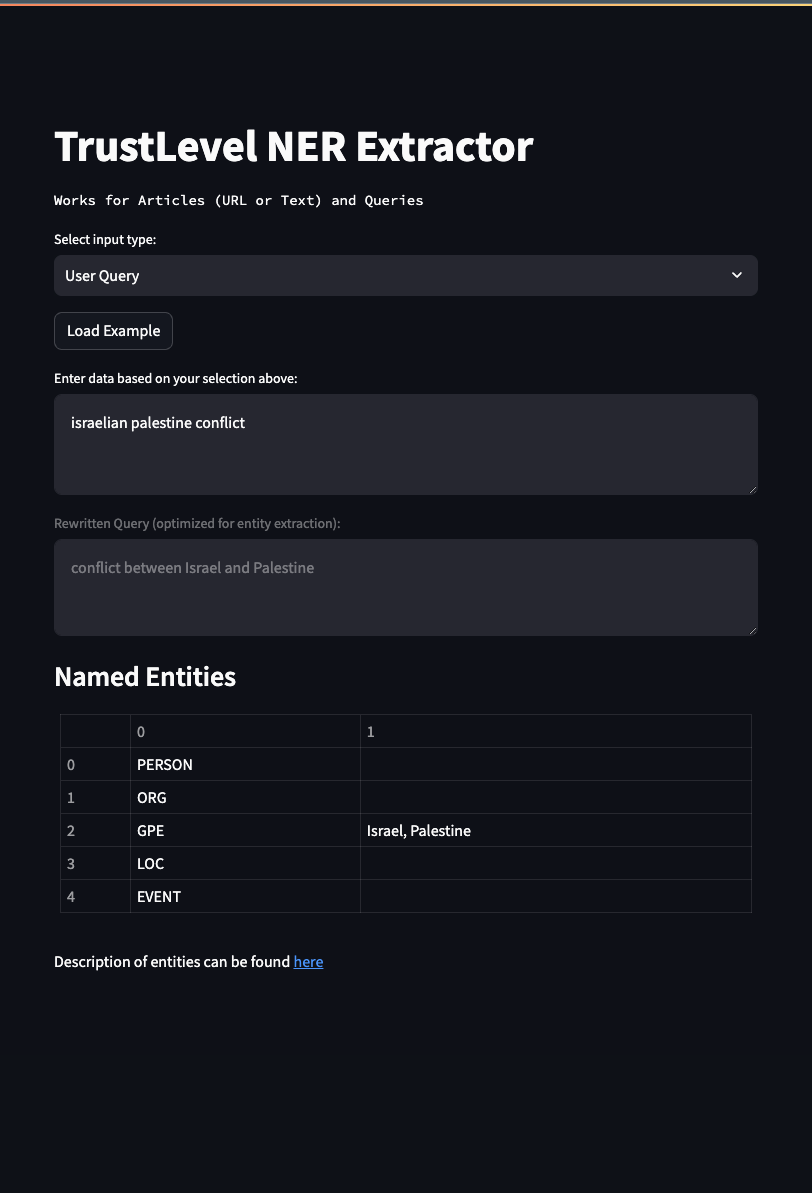 TrustLevel NER Extractor
Works for Articles (URL or Text) and Queries
Select input type:
User Query
Load Example
Enter data based on your selection above:
israelian palestine conflict
Rewritten Query (optimized for entity extraction):
conflict between Israel and Palestine
Named Entities
0 1
0 PERSON
1 ORG
2 GPE Israel, Palestine
3 LOC
4 EVENT
Description of entities can be found here